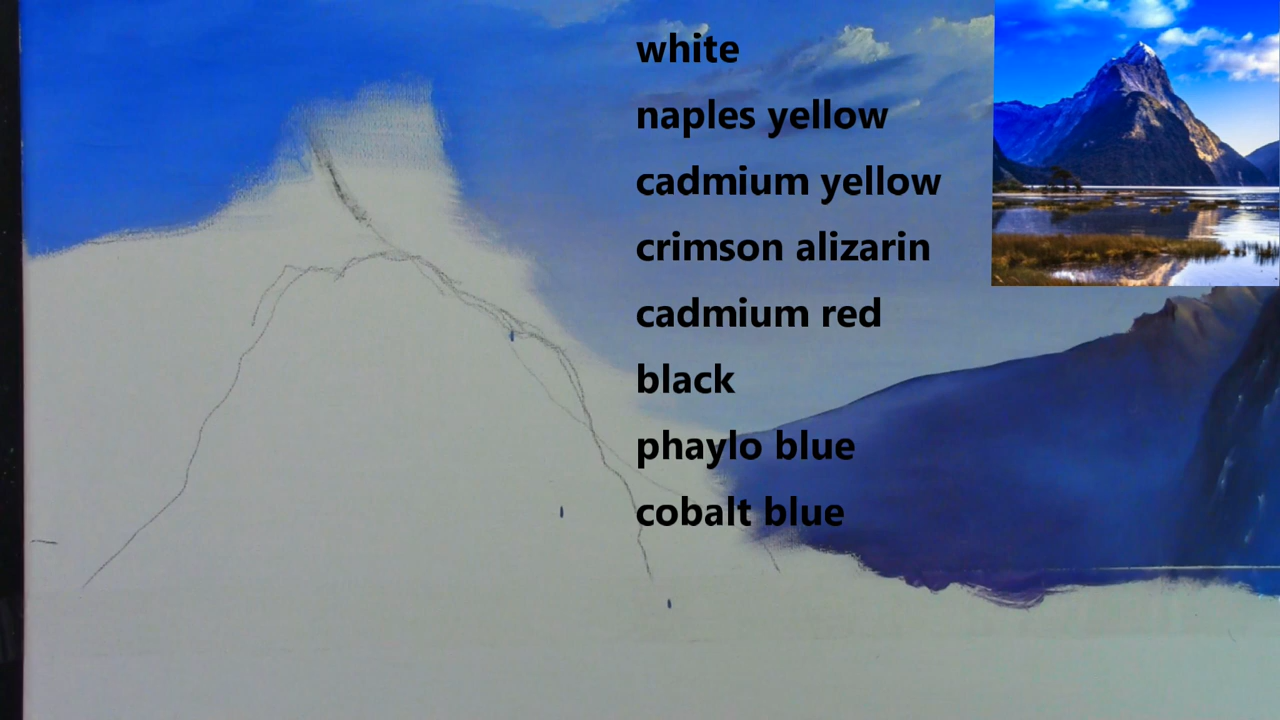 white
naples yellow
cadmium yellow
crimson alizarin
cadmium red
black
phaylo blue
cobalt blue